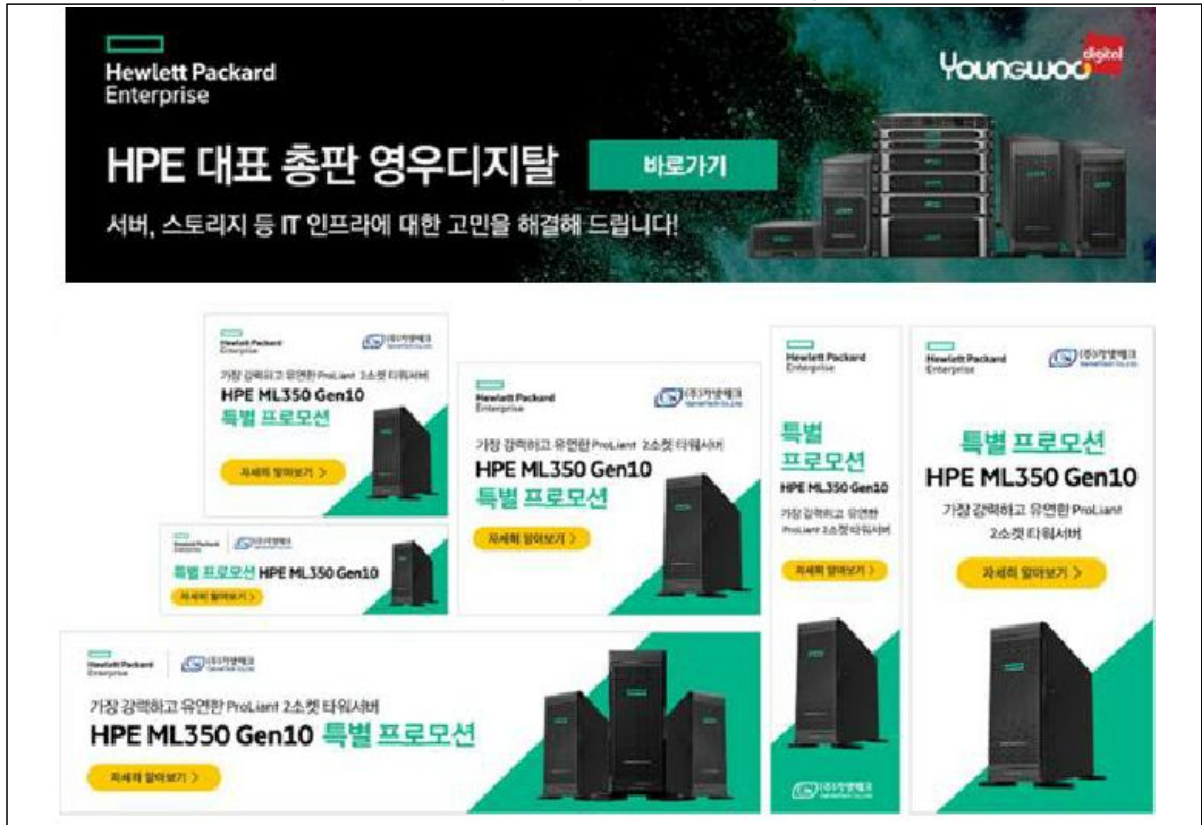 Hewlett Packard
Enterprise
Youngwoo digital
HPE 대표 총판 영우디지탈
바로가기
서버, 스토리지 등 IT 인프라에 대한 고민을 해결해 드립니다!
Hewlett Packard
Enterprise
가장 강력하고 유연한 ProLiant 2소켓 타워서버
HPE ML350 Gen10
특별 프로모션
자세히 알아보기 >
Hewlett Packard
Enterprise
특별 프로모션 HPE ML350 Gen10
자세히 알아보기 >
Hewlett Packard
Enterprise
가장 강력하고 유연한 ProLiant 2소켓 타워서버
HPE ML350 Gen10
특별 프로모션
자세히 알아보기 >
Hewlett Packard
Enterprise
특별
프로모션
HPE ML350 Gen10
가장 강력하고 유연한
ProLiant 2소켓 타워서버
자세히 알아보기 >
Hewlett Packard
Enterprise
특별 프로모션
HPE ML350 Gen10
가장 강력하고 유연한 ProLiant
2소켓 타워서버
자세히 알아보기 >
Hewlett Packard
Enterprise
가장 강력하고 유연한 ProLiant 2소켓 타워서버
HPE ML350 Gen10 특별 프로모션
자세히 알아보기 >